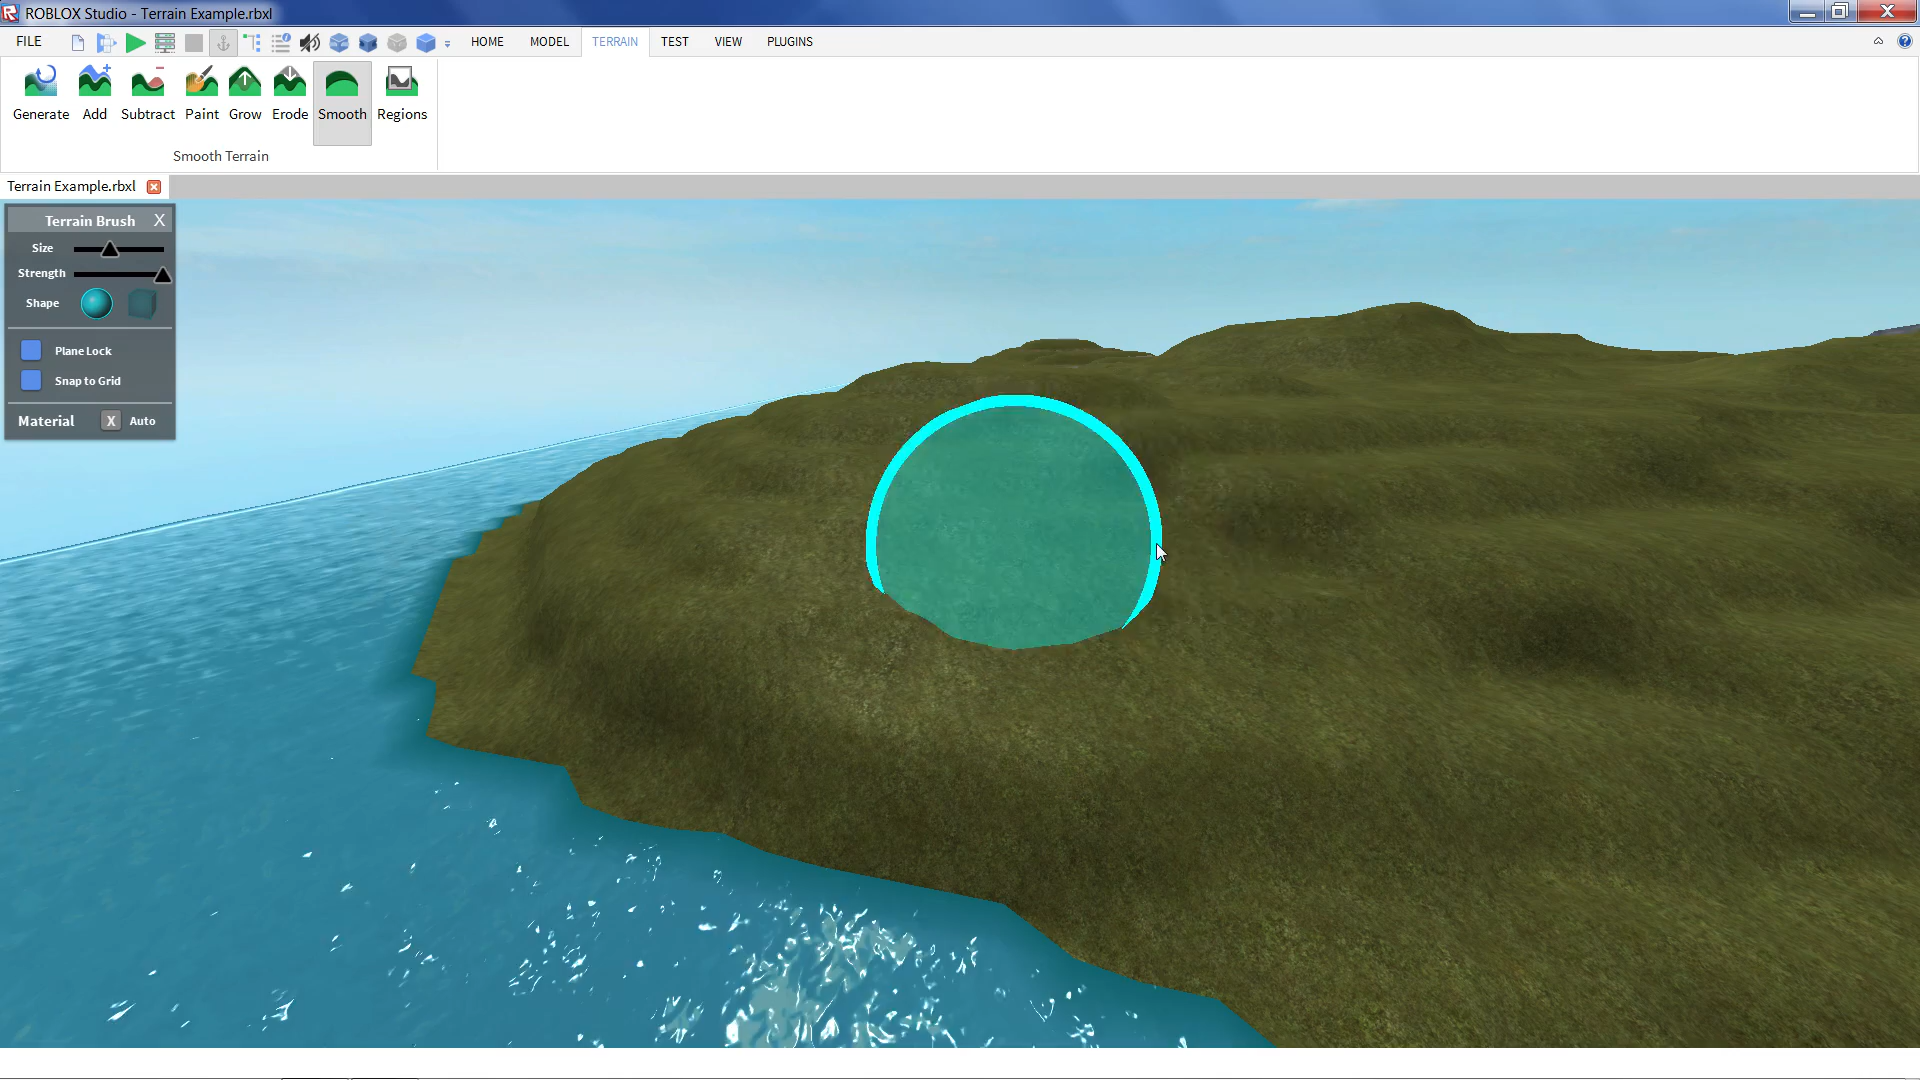 ROBLOX Studio - Terrain Example.rbxl
FILE HOME MODEL TERRAIN TEST VIEW PLUGINS
Generate Add Subtract Paint Grow Erode Smooth Regions
Smooth Terrain
Terrain Example.rbxl
Terrain Brush X
Size
Strength
Shape
Plane Lock
Snap to Grid
Material X Auto